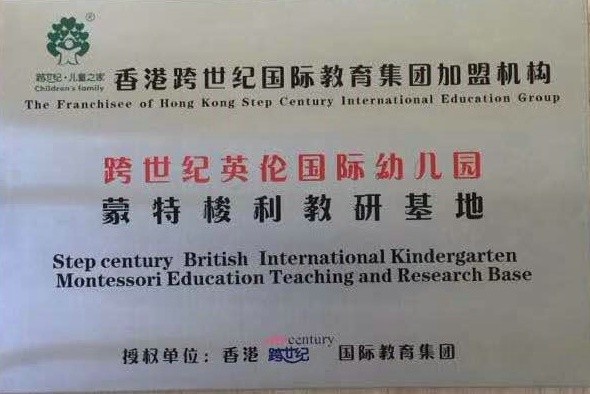 ®
跨世纪·儿童之家
Children's family
香港跨世纪国际教育集团加盟机构
The Franchisee of Hong Kong Step Century International Education Group
跨世纪英伦国际幼儿园
蒙特梭利教研基地
Step century British International Kindergarten
Montessori Education Teaching and Research Base
century
授权单位：香港 跨世纪 国际教育集团